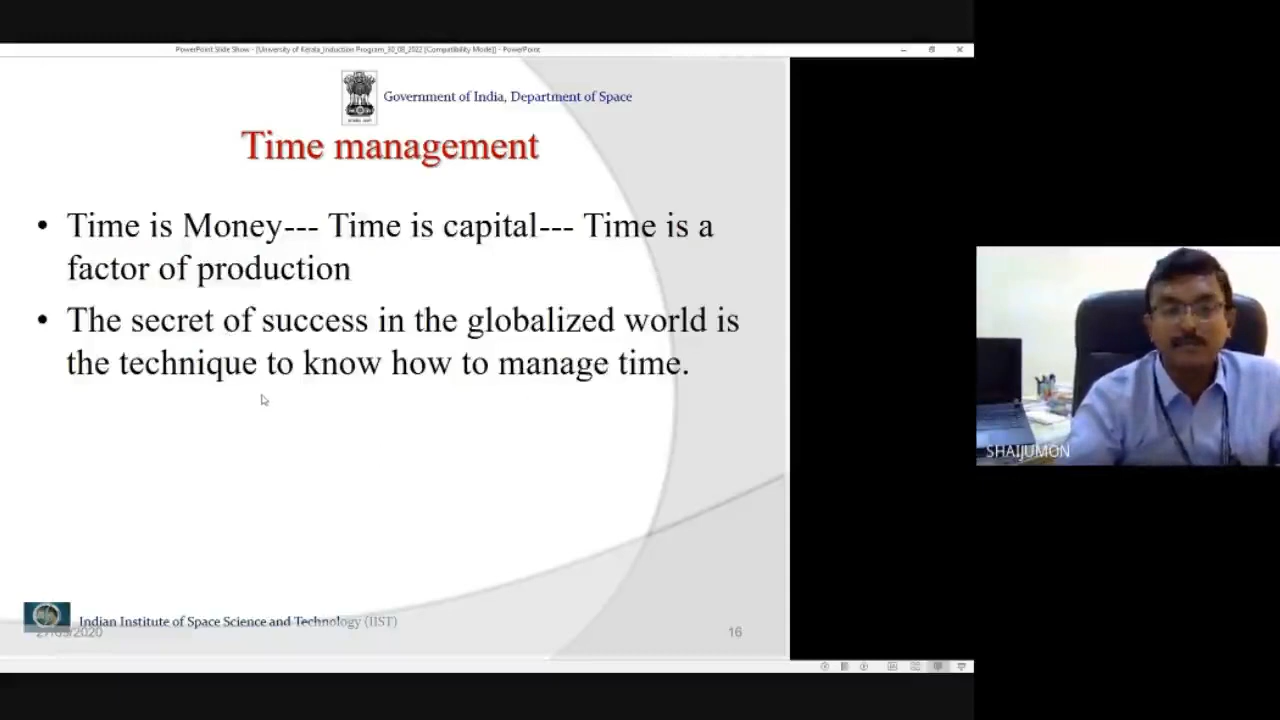 PowerPoint Slide Show - [University of Kerala_Induction Program_30_08_2022 [Compatibility Mode]] - PowerPoint
Government of India, Department of Space
Time management
• Time is Money--- Time is capital--- Time is a
factor of production
• The secret of success in the globalized world is
the technique to know how to manage time.
SHAIJUMON
Indian Institute of Space Science and Technology (IIST)
16